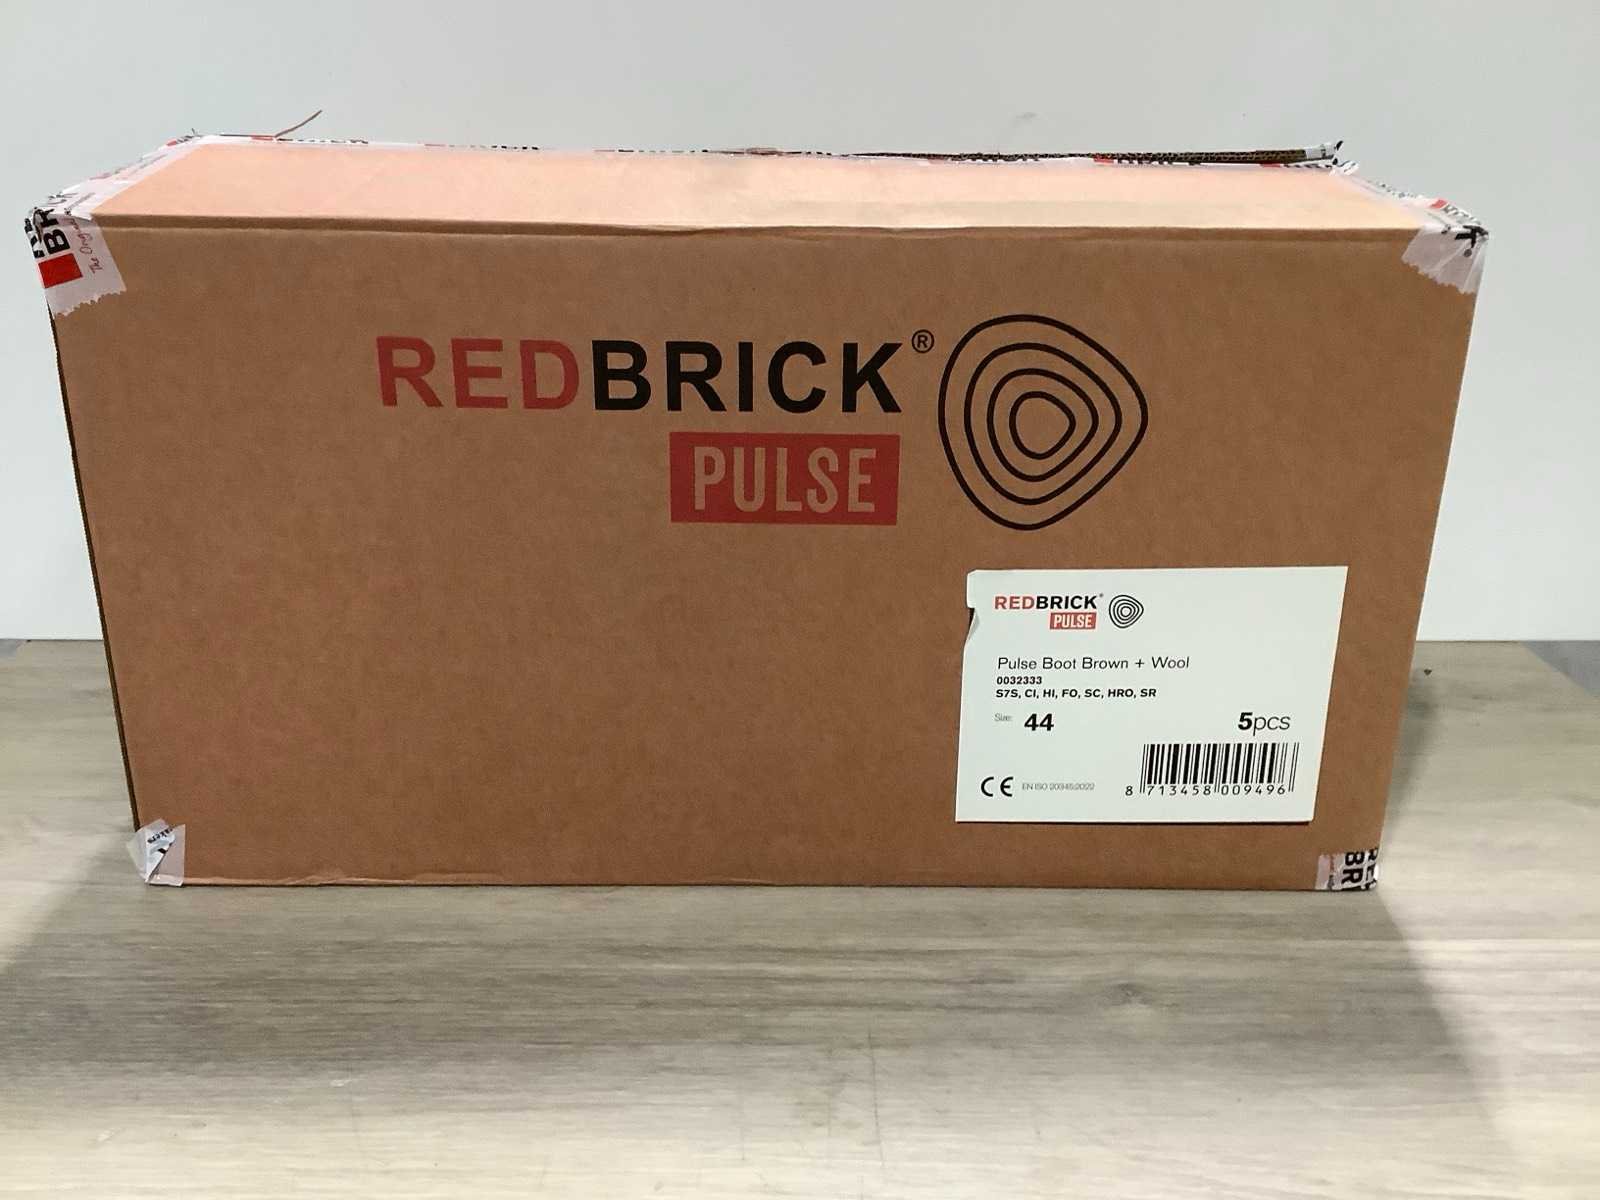 REDBRICK®
PULSE
REDBRICK®
PULSE
Pulse Boot Brown + Wool
0032333
S7S, CI, HI, FO, SC, HRO, SR
Size: 44 5pcs
CE EN ISO 20345:2022
8 713458 009496
BR